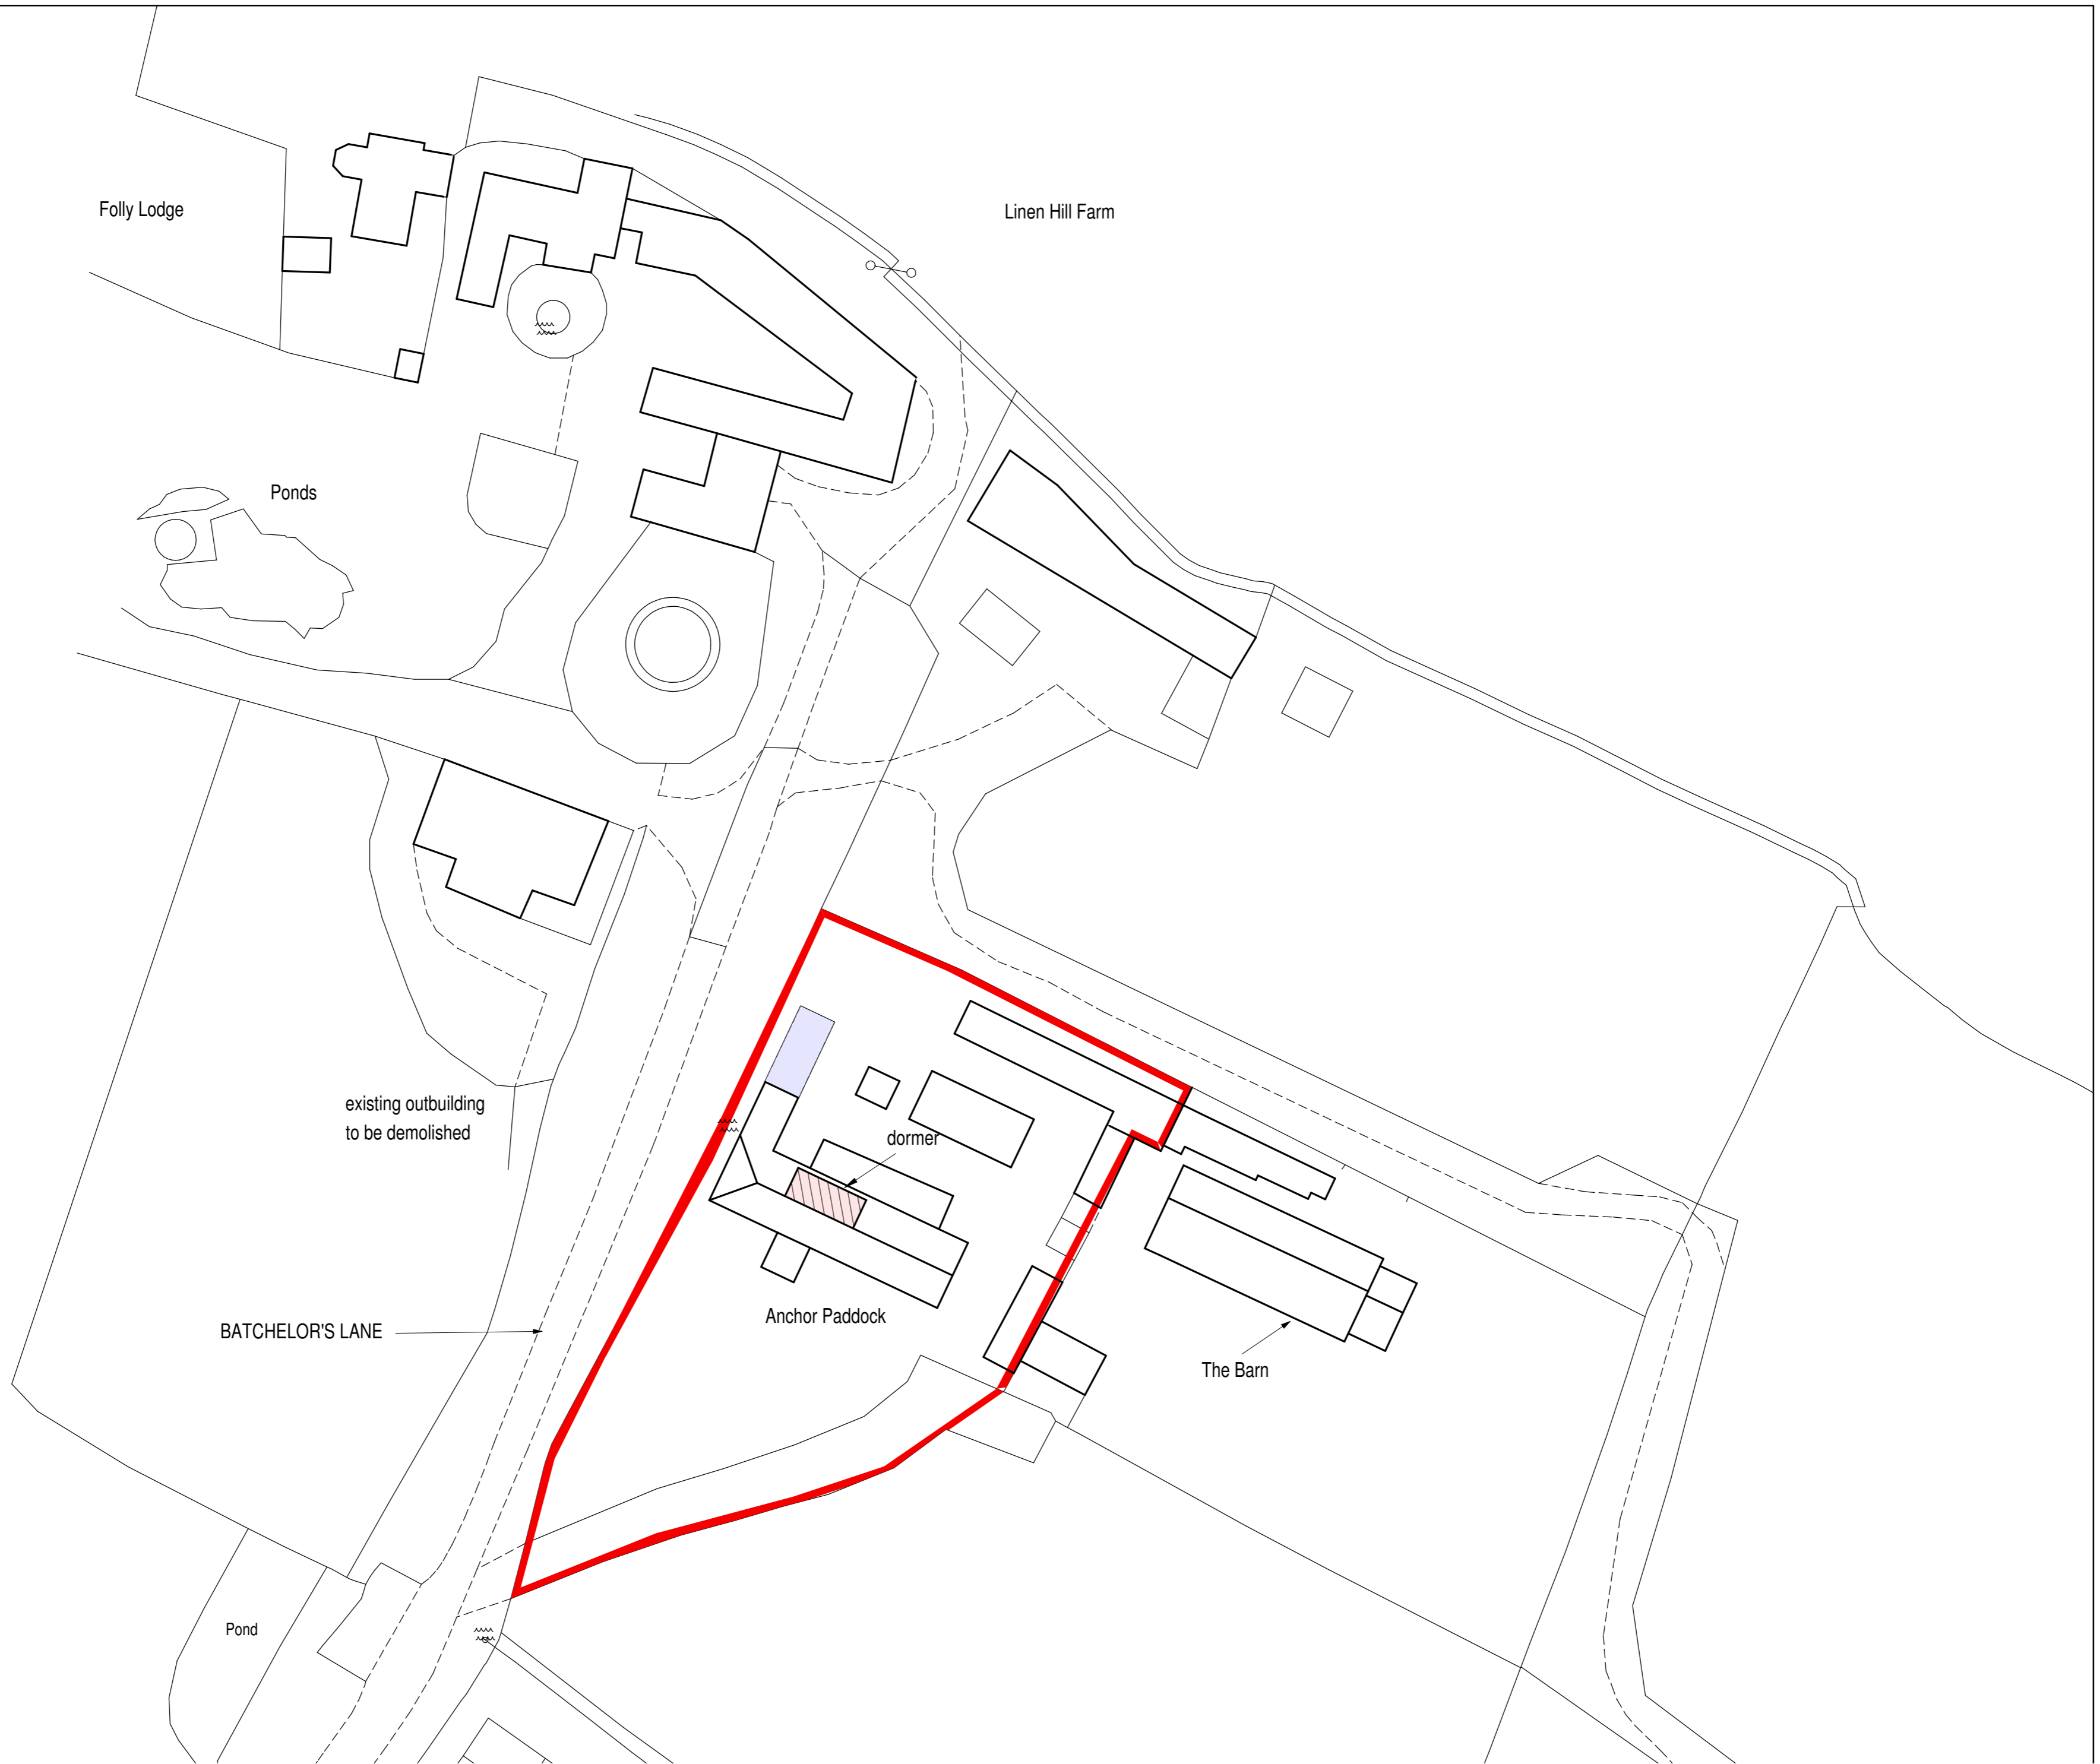 Folly Lodge
Linen Hill Farm
Ponds
existing outbuilding
to be demolished
dormer
Anchor Paddock
BATCHELOR'S LANE
The Barn
Pond